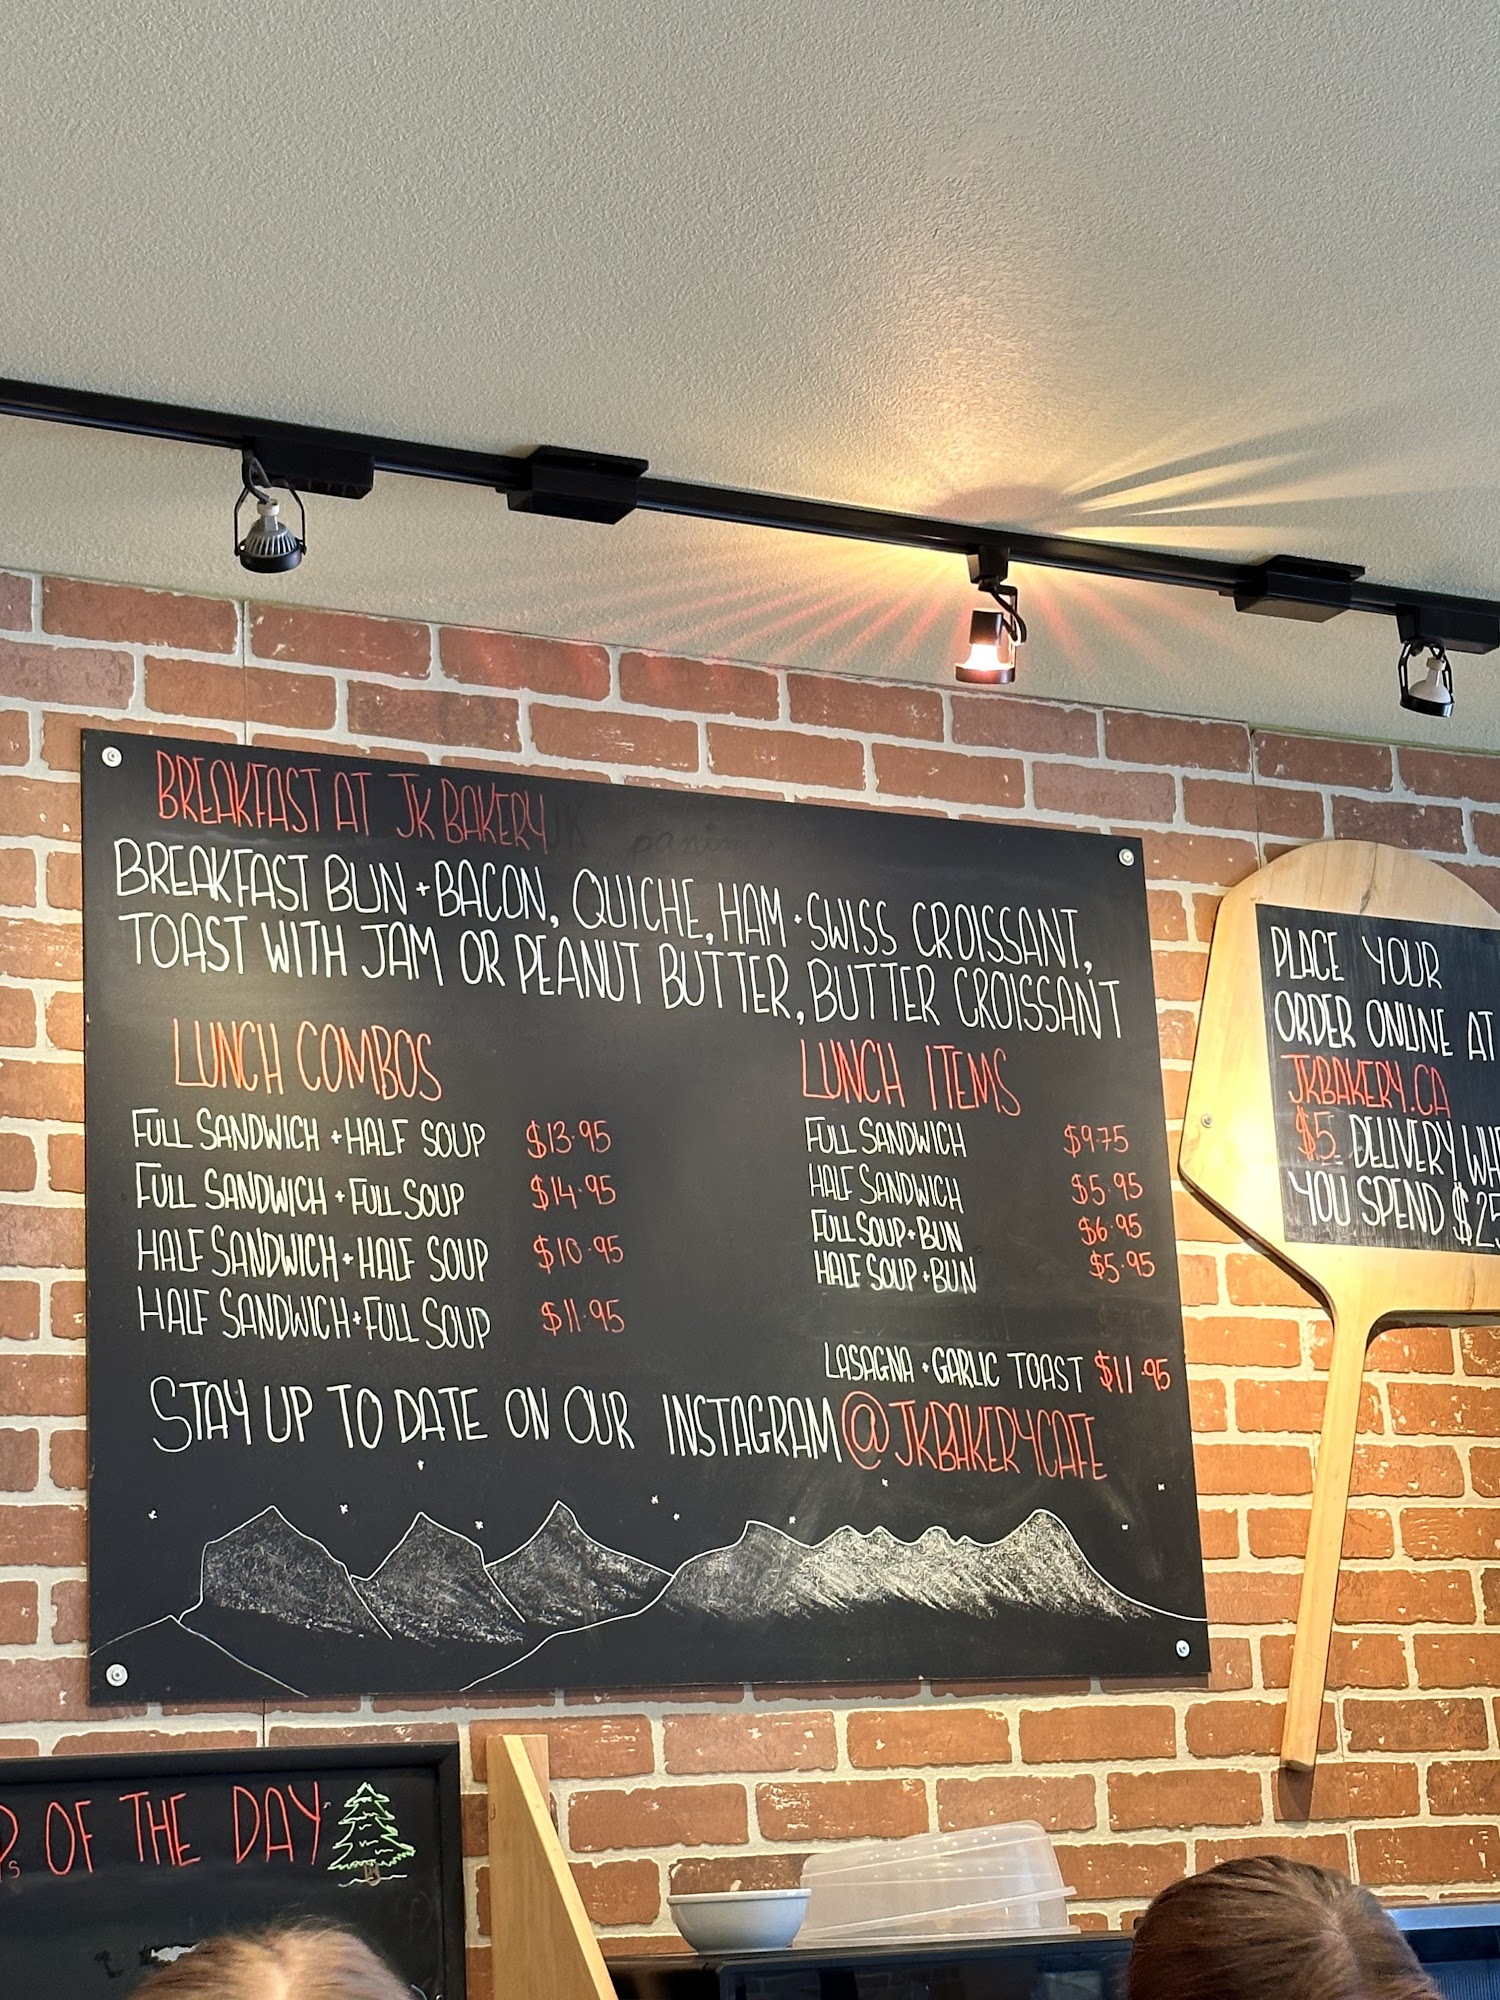 BREAKFAST AT JK BAKERY
BREAKFAST BUN + BACON, QUICHE, HAM + SWISS CROISSANT,
TOAST WITH JAM OR PEANUT BUTTER, BUTTER CROISSANT
LUNCH COMBOS
FULL SANDWICH + HALF SOUP $13.95
FULL SANDWICH + FULL SOUP $14.95
HALF SANDWICH + HALF SOUP $10.95
HALF SANDWICH + FULL SOUP $11.95
LUNCH ITEMS
FULL SANDWICH $9.75
HALF SANDWICH $5.95
FULL SOUP + BUN $6.95
HALF SOUP + BUN $5.95
LASAGNA + GARLIC TOAST $11.95
STAY UP TO DATE ON OUR INSTAGRAM @JKBAKERYCAFE
PLACE YOUR
ORDER ONLINE AT
JKBAKERY.CA
$5 DELIVERY
YOU SPEND $25
OF THE DAY